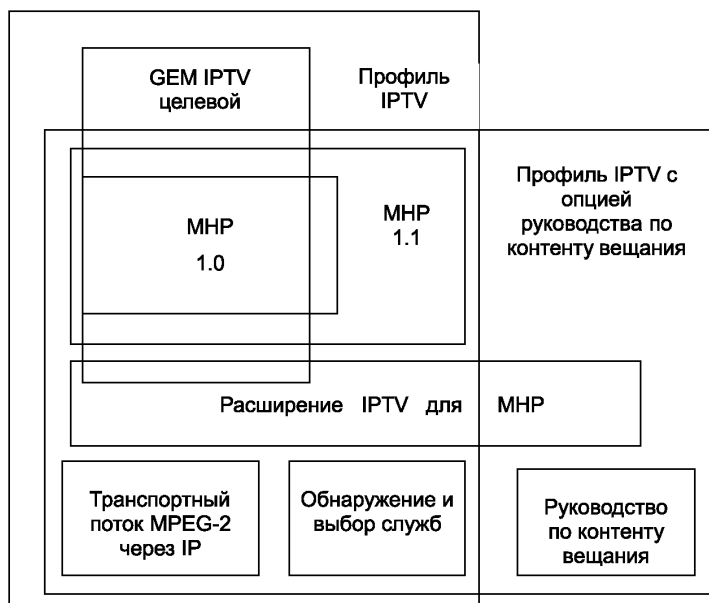 GEM IPTV
целевой
Профиль
IPTV
Профиль IPTV с
опцией
руководства по
контенту вещания
MHP
1.0
MHP
1.1
Расширение IPTV для MHP
Транспортный
поток MPEG-2
через IP
Обнаружение и
выбор служб
Руководство
по контенту
вещания